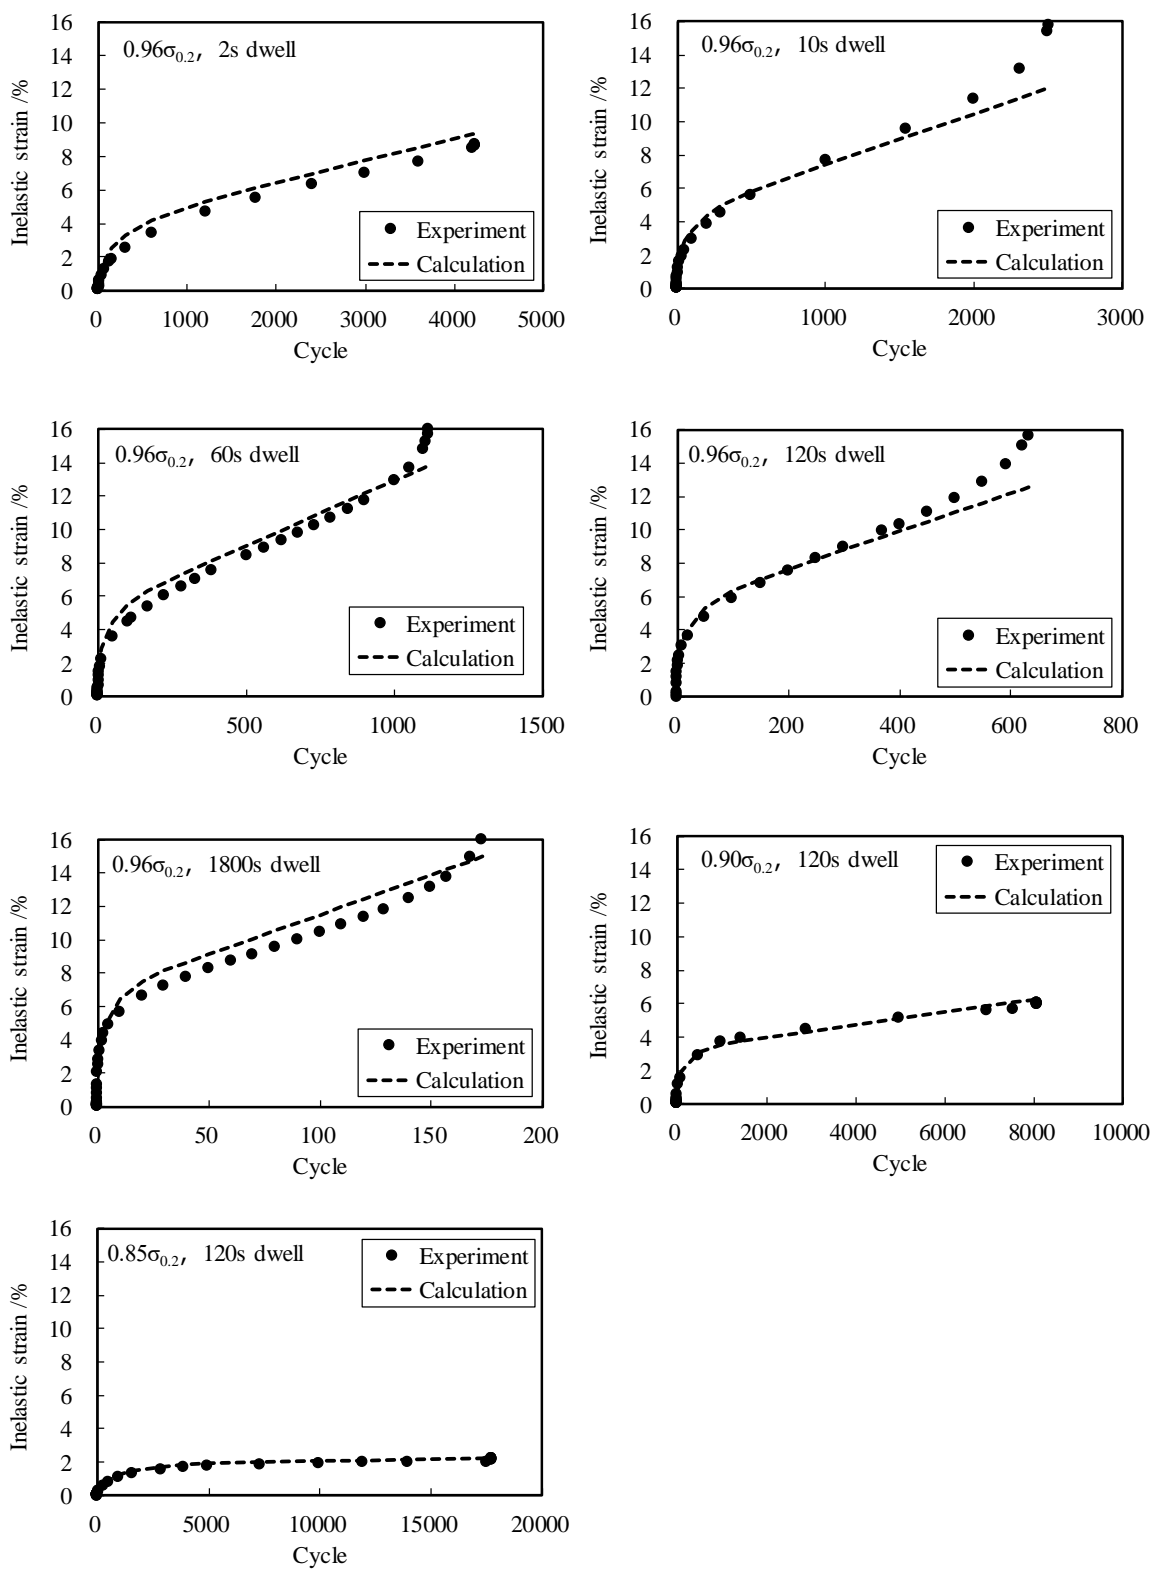 0.96σ0.2, 2s dwell
Inelastic strain /%
16
14
12
10
8
6
4
2
0
Experiment
Calculation
0 1000 2000 3000 4000 5000
Cycle
0.96σ0.2, 10s dwell
Inelastic strain /%
16
14
12
10
8
6
4
2
0
Experiment
Calculation
0 1000 2000 3000
Cycle
0.96σ0.2, 60s dwell
Inelastic strain /%
16
14
12
10
8
6
4
2
0
Experiment
Calculation
0 500 1000 1500
Cycle
0.96σ0.2, 120s dwell
Inelastic strain /%
16
14
12
10
8
6
4
2
0
Experiment
Calculation
0 200 400 600 800
Cycle
0.96σ0.2, 1800s dwell
Inelastic strain /%
16
14
12
10
8
6
4
2
0
Experiment
Calculation
0 50 100 150 200
Cycle
0.90σ0.2, 120s dwell
Inelastic strain /%
16
14
12
10
8
6
4
2
0
Experiment
Calculation
0 2000 4000 6000 8000 10000
Cycle
0.85σ0.2, 120s dwell
Inelastic strain /%
16
14
12
10
8
6
4
2
0
Experiment
Calculation
0 5000 10000 15000 20000
Cycle